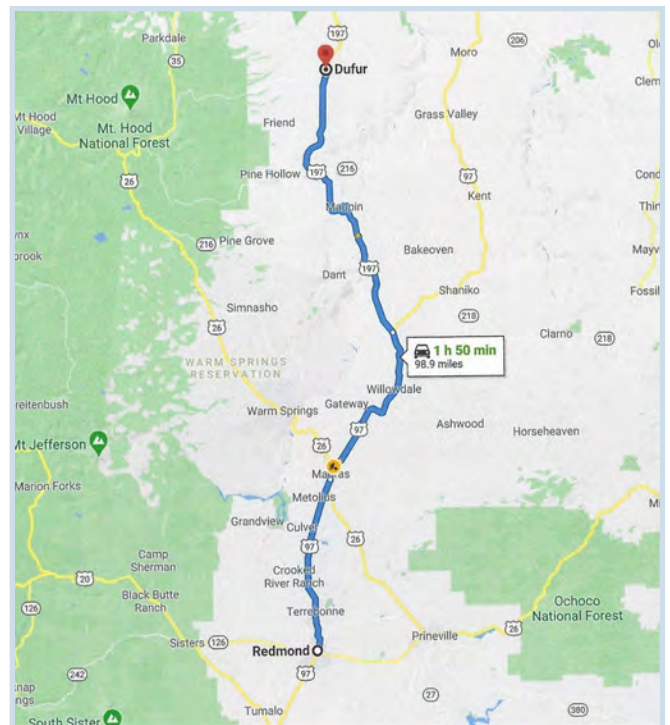 Parkdale
197
206
Moro
35
Dufur
Mt Hood
Mt Hood
Village
Mt. Hood
National Forest
Grass Valley
Friend
26
97
Pine Hollow
197
216
Kent
Maupin
216
Pine Grove
Bakeoven
197
Dant
Shaniko
Simnasho
218
Clarno
218
26
1 h 50 min
98.9 miles
WARM SPRINGS
RESERVATION
Willowdale
Gateway
Warm Springs
97
Ashwood
Horseheaven
Mt Jefferson
26
Madras
Marion Forks
Metolius
Grandview
Culver
97
26
Camp
Sherman
Crooked
River Ranch
20
Black Butte
Ranch
126
Terrebonne
Ochoco
National Forest
Prineville
26
Sisters
126
Redmond
97
242
27
Tumalo
South Sister
380